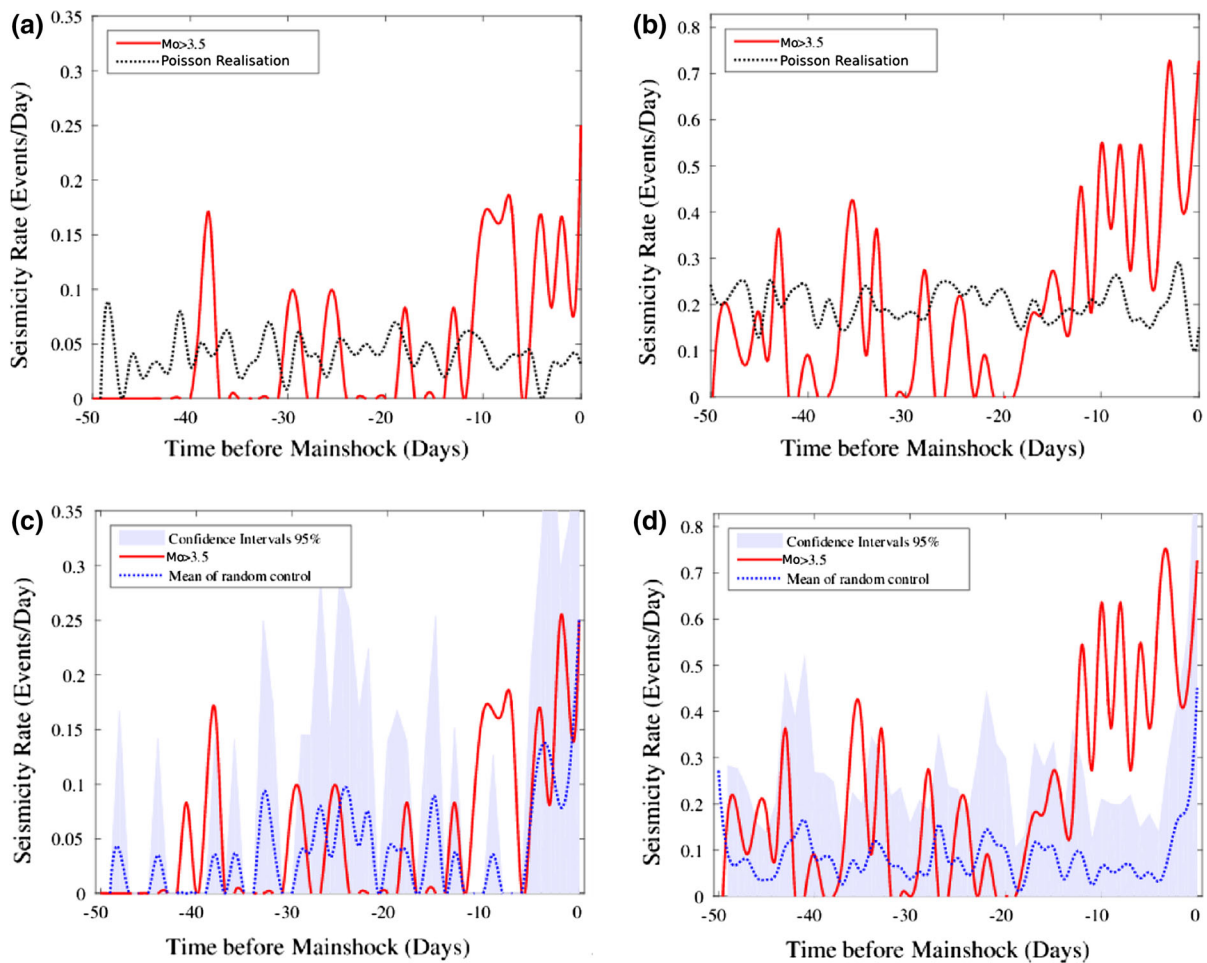 (a)
0.35
0.3
0.25
0.2
0.15
0.1
0.05
0
Seismicity Rate (Events/Day)
Mo>3.5
Poisson Realisation
-50 -40 -30 -20 -10 0
Time before Mainshock (Days)
(b)
0.8
0.7
0.6
0.5
0.4
0.3
0.2
0.1
0
Seismicity Rate (Events/Day)
Mo>3.5
Poisson Realisation
-50 -40 -30 -20 -10 0
Time before Mainshock (Days)
(c)
0.35
0.3
0.25
0.2
0.15
0.1
0.05
0
Seismicity Rate (Events/Day)
Confidence Intervals 95%
Mo>3.5
Mean of random control
-50 -40 -30 -20 -10 0
Time before Mainshock (Days)
(d)
0.8
0.7
0.6
0.5
0.4
0.3
0.2
0.1
0
Seismicity Rate (Events/Day)
Confidence Intervals 95%
Mo>3.5
Mean of random control
-50 -40 -30 -20 -10 0
Time before Mainshock (Days)